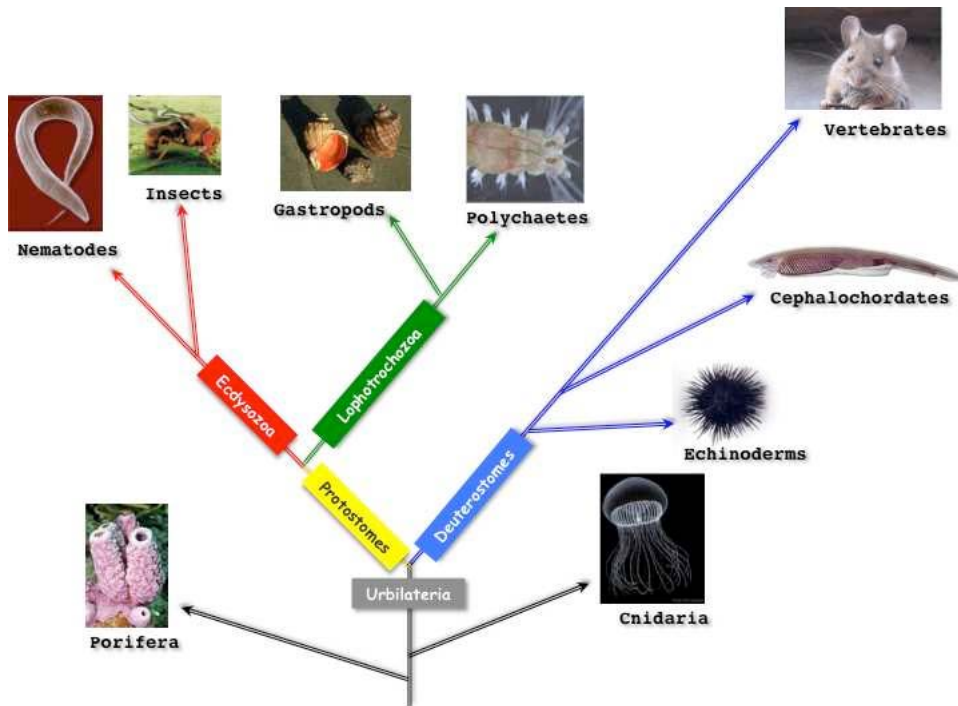 Vertebrates
Insects
Gastropods
Polychaetes
Nematodes
Cephalochordates
Ecdysozoa
Lophotrochozoa
Echinoderms
Protostomes
Deuterostomes
Urbilateria
Cnidaria
Porifera